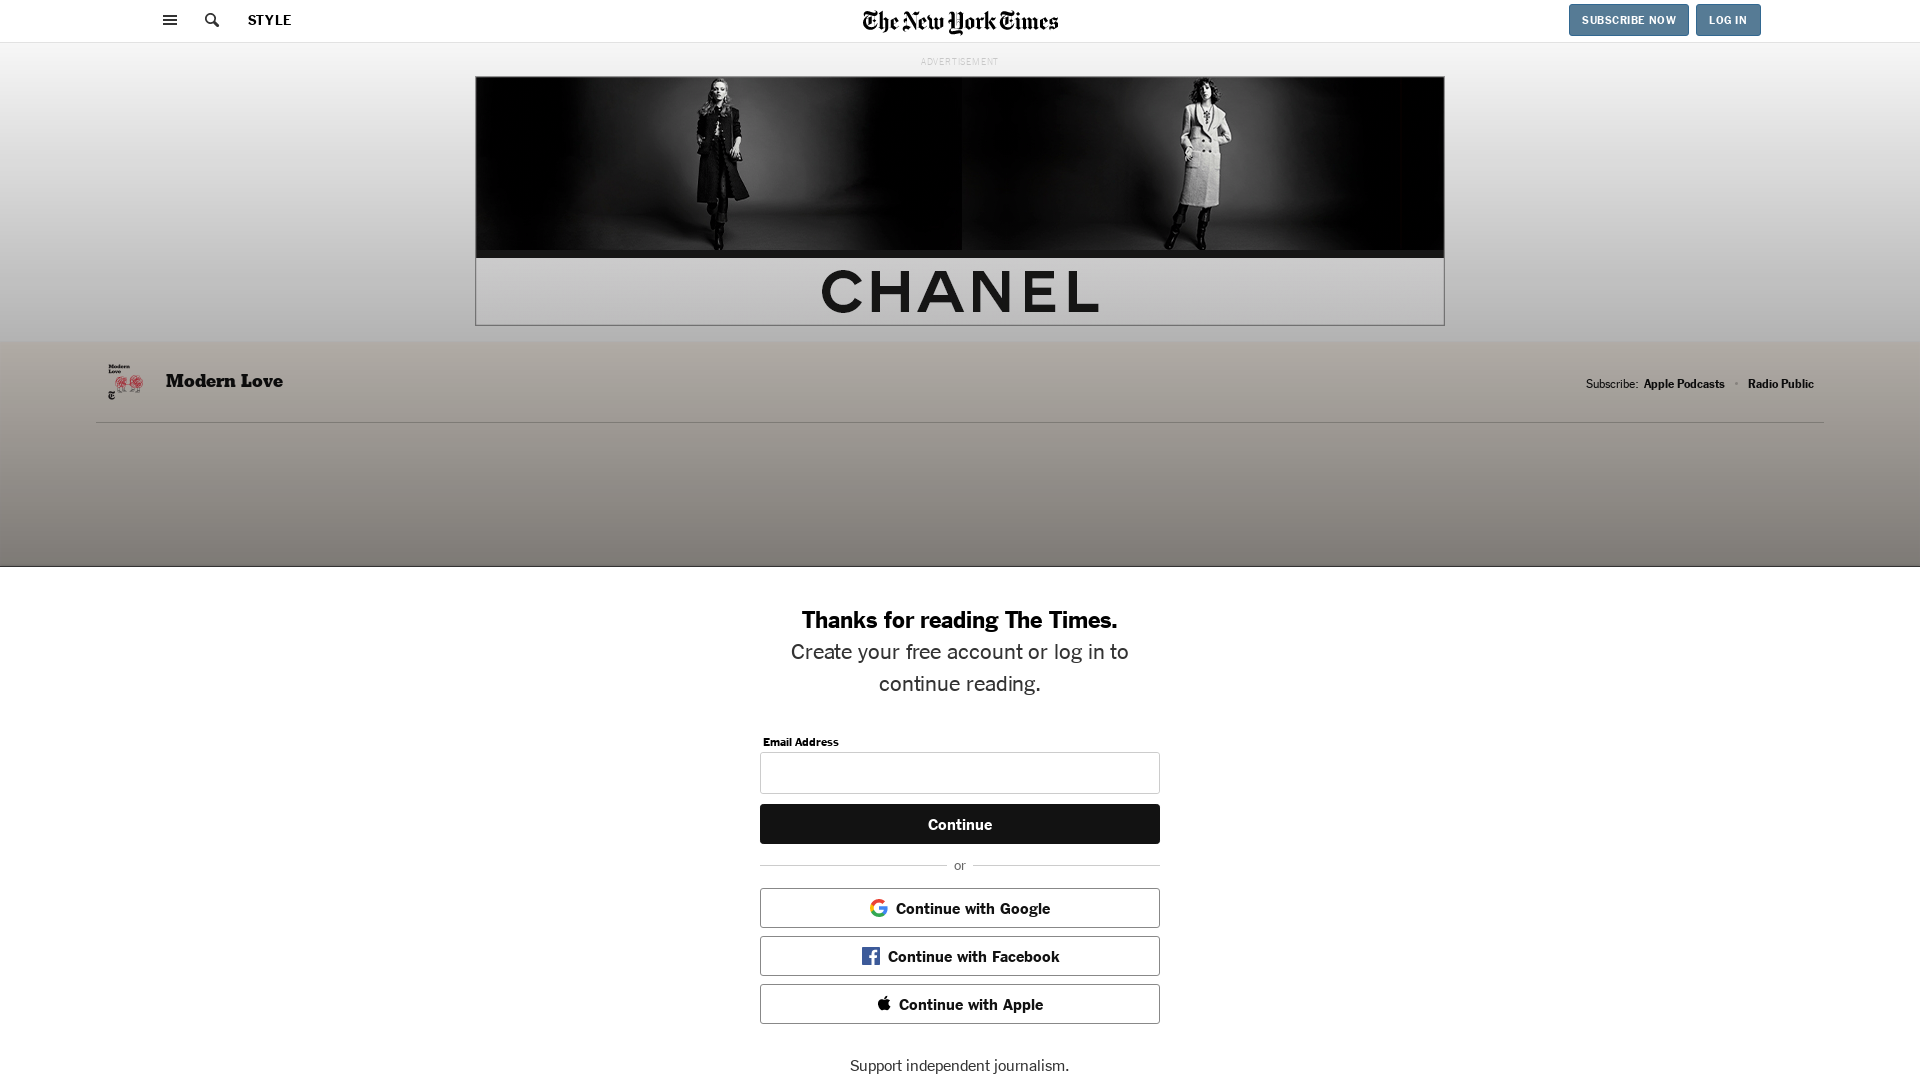 STYLE
The New York Times
SUBSCRIBE NOW
LOG IN
ADVERTISEMENT
CHANEL
Modern
Love
Modern Love
Subscribe: Apple Podcasts • Radio Public
Thanks for reading The Times.
Create your free account or log in to
continue reading.
Email Address
Continue
or
Continue with Google
Continue with Facebook
Continue with Apple
Support independent journalism.